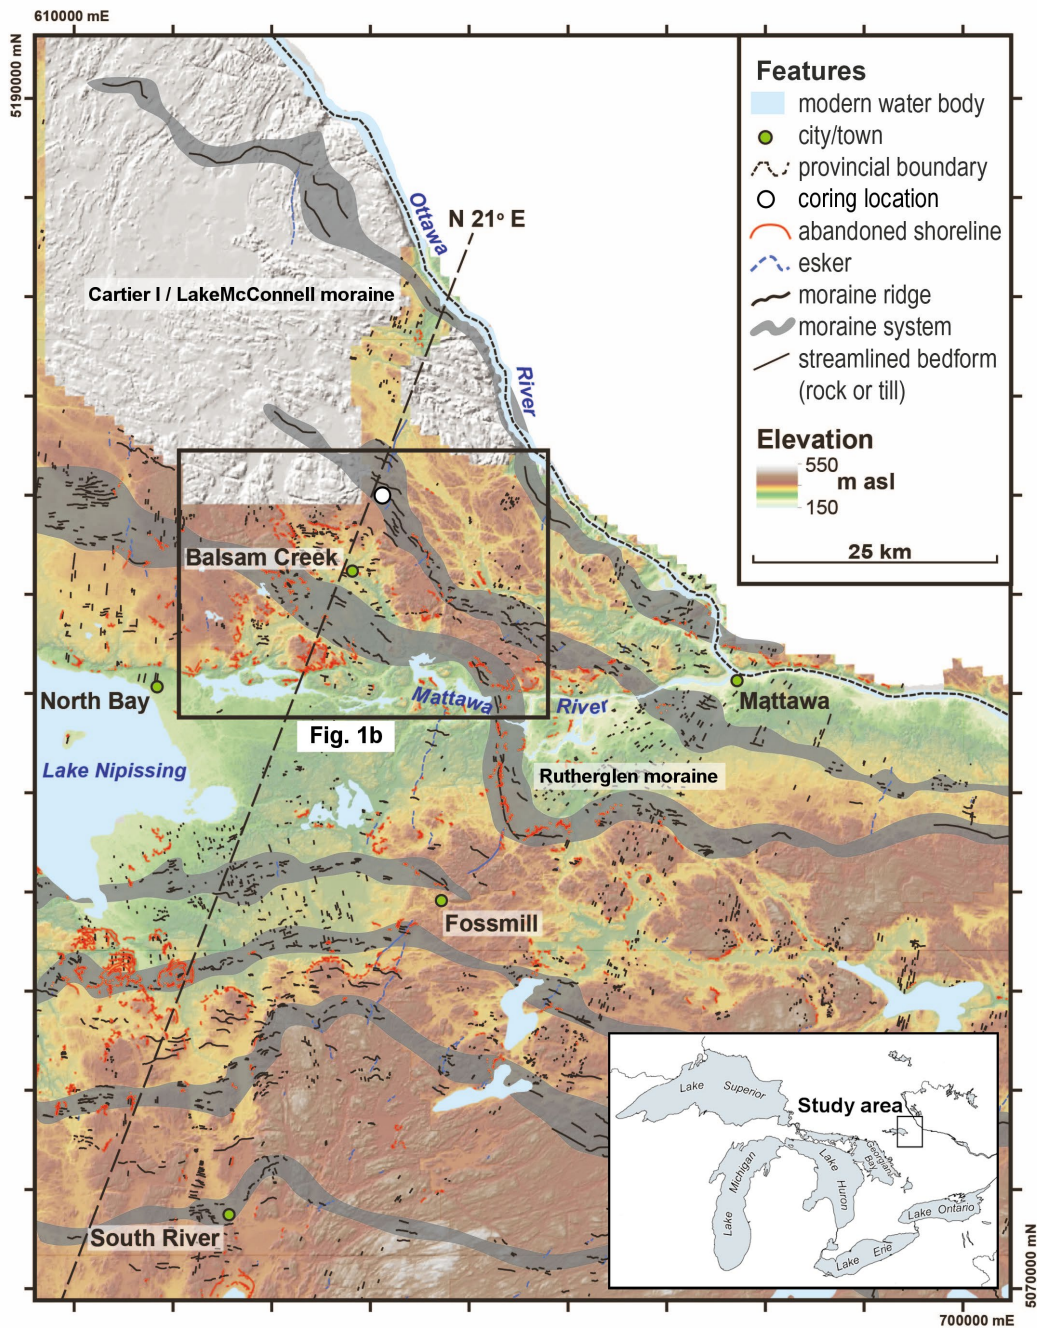 610000 mE
5190000 mN
Features
modern water body
city/town
provincial boundary
coring location
abandoned shoreline
esker
moraine ridge
moraine system
streamlined bedform
(rock or till)
Elevation
550
m asl
150
25 km
Ottawa
N 21° E
Cartier I / LakeMcConnell moraine
River
Balsam Creek
North Bay
Mattawa
River
Mattawa
Fig. 1b
Lake Nipissing
Rutherglen moraine
Fossmill
South River
Study area
Lake Superior
Lake Michigan
Lake Huron
Georgian
Bay
Lake Ontario
Lake Erie
5070000 mN
700000 mE